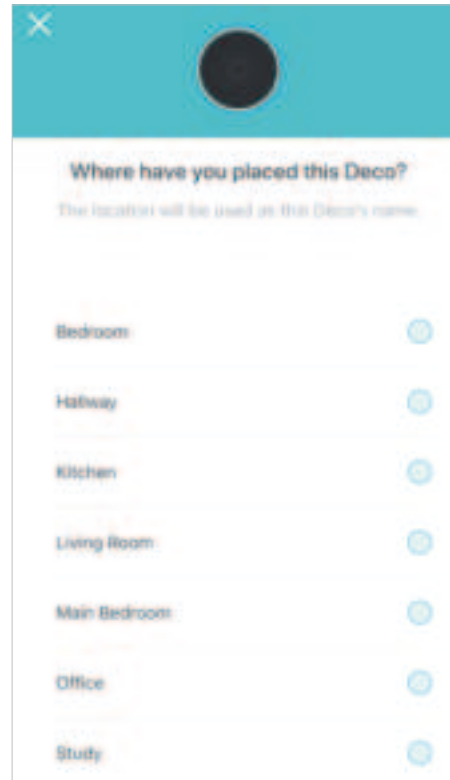 Where have you placed this Deco?
The location will be used as this Deco's name.
Bedroom
Hallway
Kitchen
Living Room
Main Bedroom
Office
Study